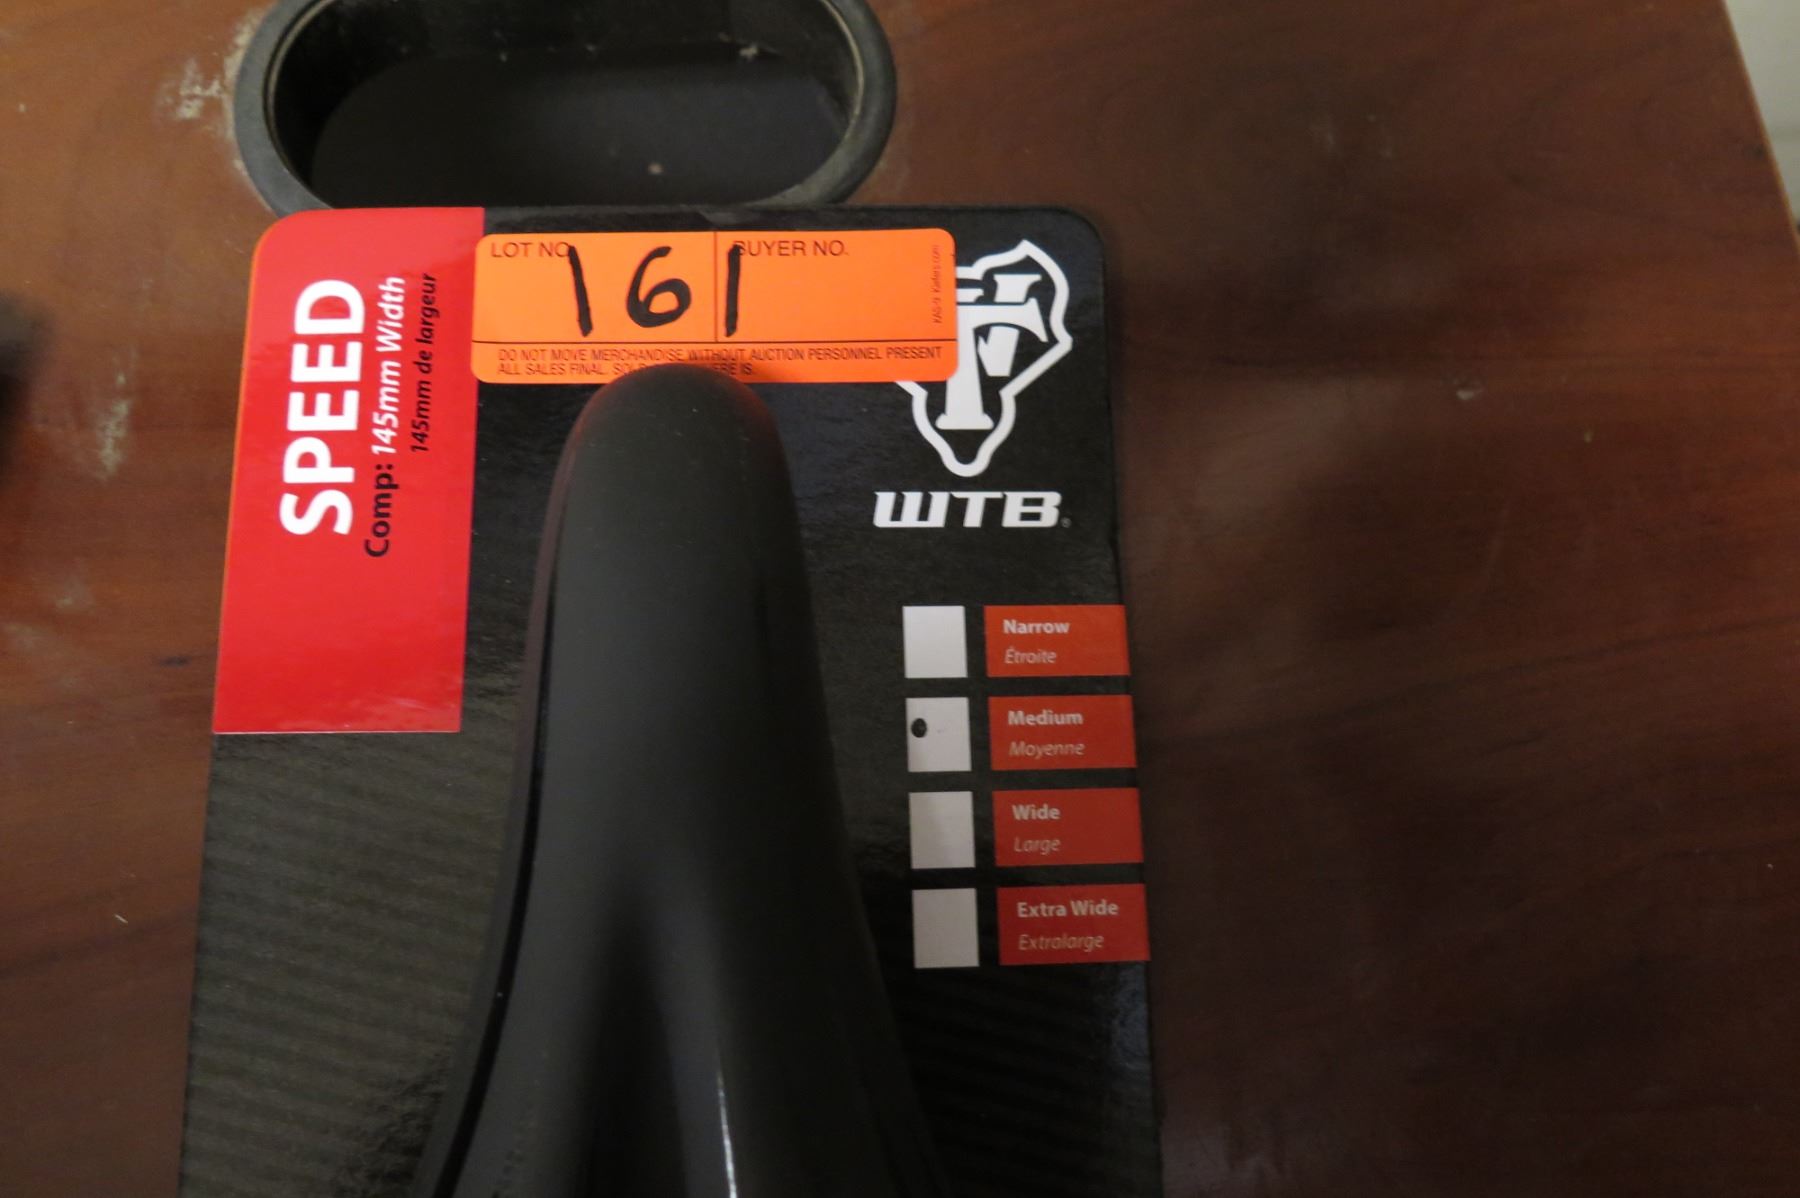 SPEED
Comp: 145mm Width
145mm de largeur
LOT NO.
BUYER NO.
161
DO NOT MOVE MERCHANDISE WITHOUT AUCTION PERSONNEL PRESENT
ALL SALES FINAL.
WTB
Narrow
Étroite
Medium
Moyenne
Wide
Large
Extra Wide
Extralarge